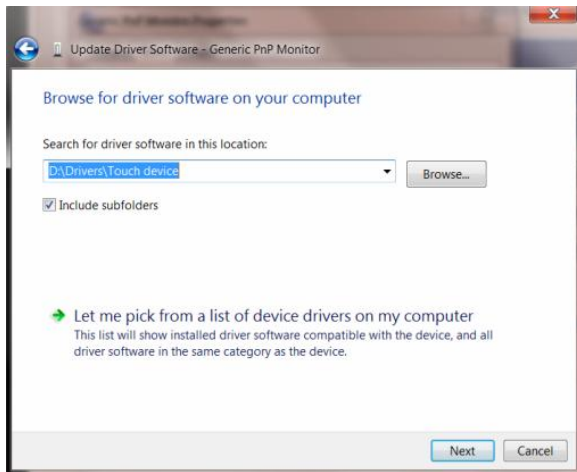 Update Driver Software - Generic PnP Monitor
Browse for driver software on your computer
Search for driver software in this location:
D:\Drivers\Touch device
Browse...
Include subfolders
Let me pick from a list of device drivers on my computer
This list will show installed driver software compatible with the device, and all
driver software in the same category as the device.
Next
Cancel